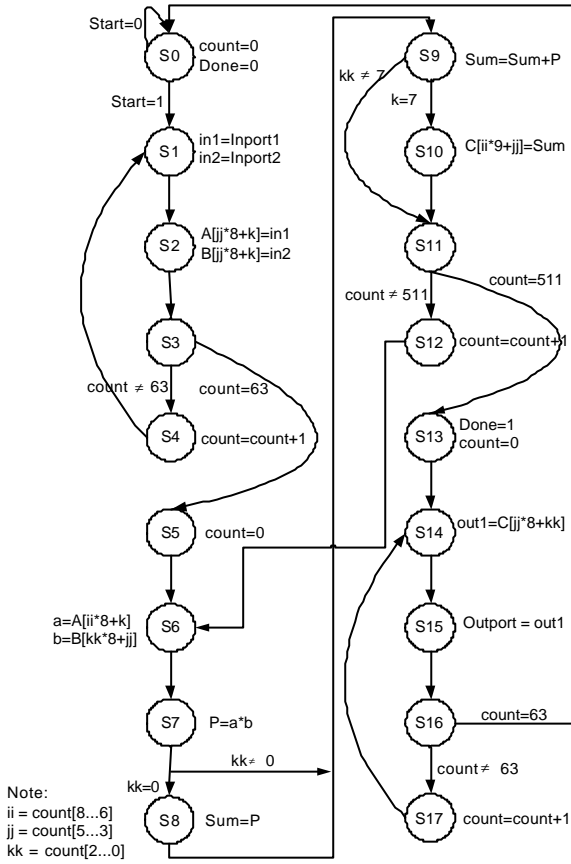 Start=0
S0
count=0
Done=0
Start=1
S1
in1=Inport1
in2=Inport2
S2
A[jj*8+k]=in1
B[jj*8+k]=in2
S3
count ≠ 63
count=63
S4
count=count+1
S5
count=0
S6
a=A[ii*8+k]
b=B[kk*8+jj]
S7
P=a*b
kk≠ 0
kk=0
S8
Sum=P
Note:
ii = count[8...6]
jj = count[5...3]
kk = count[2...0]
S9
Sum=Sum+P
kk ≠ 7
k=7
S10
C[ii*9+jj]=Sum
S11
count ≠ 511
count=511
S12
count=count+1
S13
Done=1
count=0
S14
out1=C[jj*8+kk]
S15
Outport = out1
S16
count=63
count≠ 63
S17
count=count+1